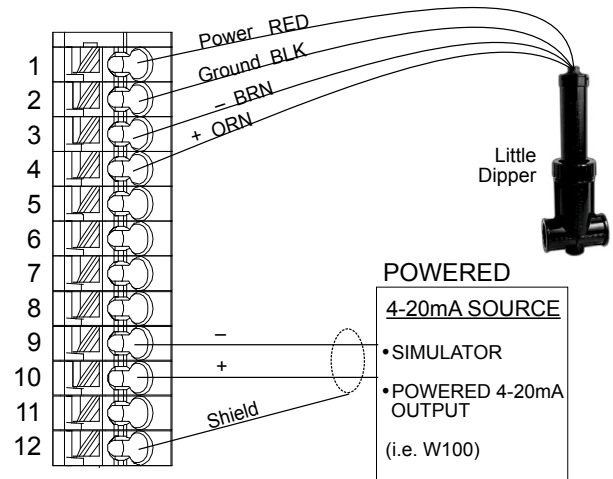 1
2
3
4
5
6
7
8
9
10
11
12
Power RED
Ground BLK
– BRN
+ ORN
Little
Dipper
–
+
Shield
POWERED
4-20mA SOURCE
•SIMULATOR
•POWERED 4-20mA
OUTPUT
(i.e. W100)